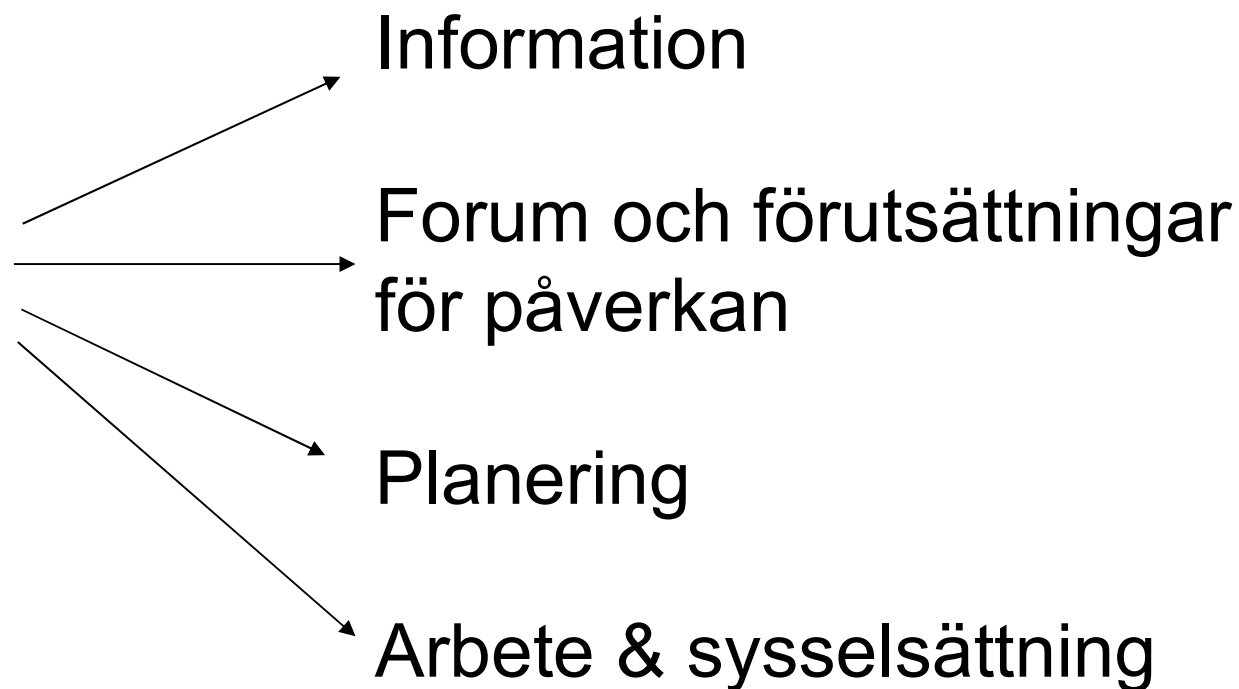 Information
Forum och förutsättningar
för påverkan
Planering
Arbete & sysselsättning